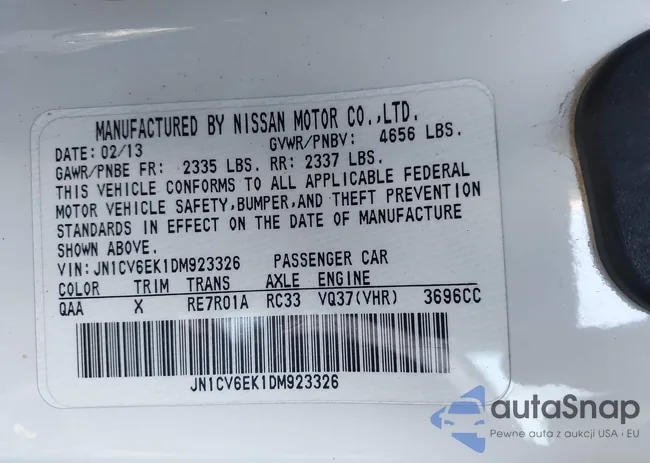 MANUFACTURED BY NISSAN MOTOR CO.,LTD.
DATE: 02/13 GVWR/PNBV: 4656 LBS.
GAWR/PNBE FR: 2335 LBS. RR: 2337 LBS.
THIS VEHICLE CONFORMS TO ALL APPLICABLE FEDERAL
MOTOR VEHICLE SAFETY,BUMPER,AND THEFT PREVENTION
STANDARDS IN EFFECT ON THE DATE OF MANUFACTURE
SHOWN ABOVE.
VIN: JN1CV6EK1DM923326 PASSENGER CAR
COLOR TRIM TRANS AXLE ENGINE
QAA X RE7R01A RC33 VQ37(VHR) 3696CC
JN1CV6EK1DM923326
autaSnap
Pewne auta z aukcji USA i EU